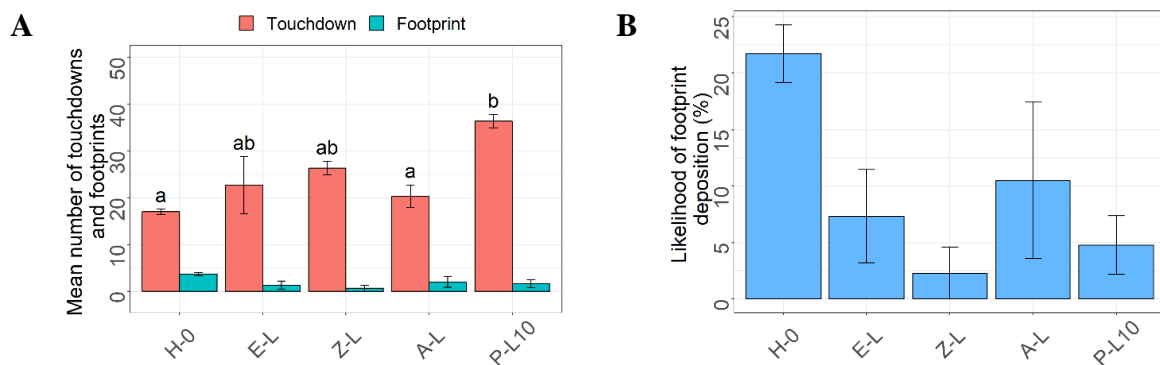 A
Touchdown Footprint
Mean number of touchdowns
and footprints
50
40
30
20
10
0
a
ab
ab
a
b
H-0
E-L
Z-L
A-L
P-L10
B
Likelihood of footprint
deposition (%)
25
20
15
10
5
0
H-0
E-L
Z-L
A-L
P-L10